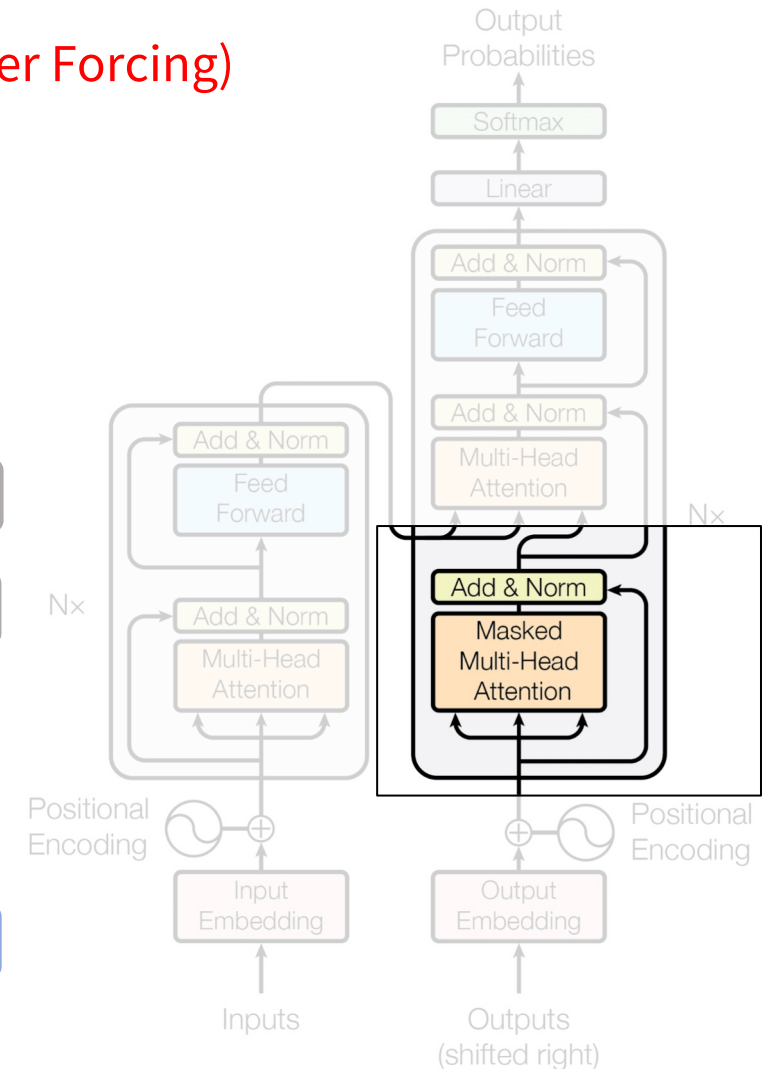 er Forcing)
Output
Probabilities
Softmax
Linear
Add & Norm
Feed
Forward
Add & Norm
Multi-Head
Attention
Nx
Add & Norm
Masked
Multi-Head
Attention
Add & Norm
Feed
Forward
Nx
Add & Norm
Multi-Head
Attention
Positional
Encoding
Positional
Encoding
Input
Embedding
Output
Embedding
Inputs
Outputs
(shifted right)